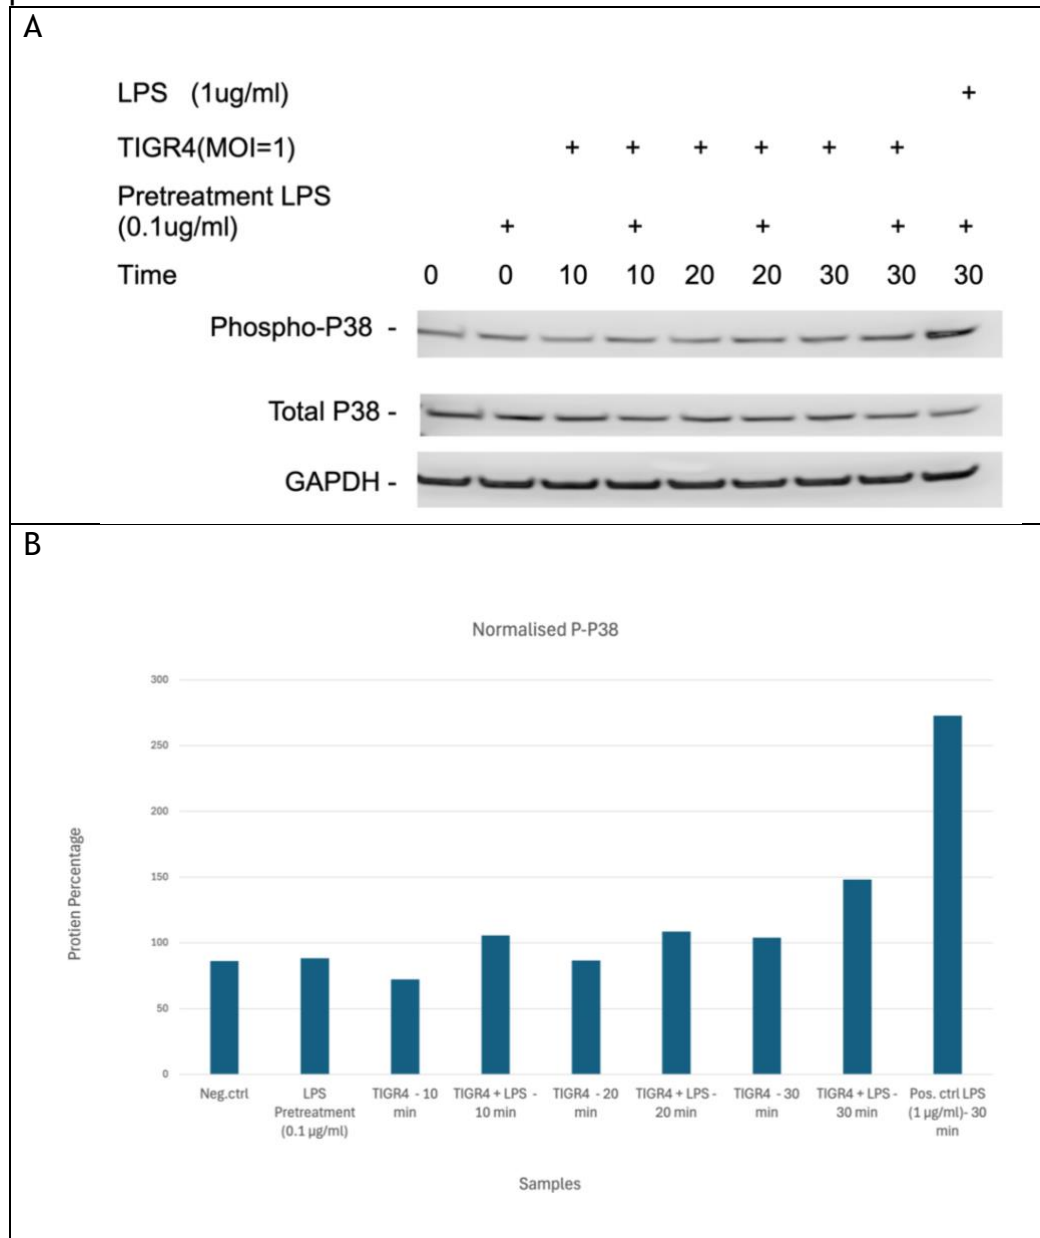 A
LPS (1ug/ml) +
TIGR4(MOI=1) + + + + + +
Pretreatment LPS
(0.1ug/ml) + + + + +
Time 0 0 10 10 20 20 30 30 30
Phospho-P38 -
Total P38 -
GAPDH -
B
Normalised P-P38
300
250
200
150
100
50
0
Protien Percentage
Neg.ctrl
LPS
Pretreatment
(0.1 µg/ml)
TIGR4 - 10
min
TIGR4 + LPS -
10 min
TIGR4 - 20
min
TIGR4 + LPS -
20 min
TIGR4 - 30
min
TIGR4 + LPS -
30 min
Pos. ctrl LPS
(1 µg/ml)- 30
min
Samples